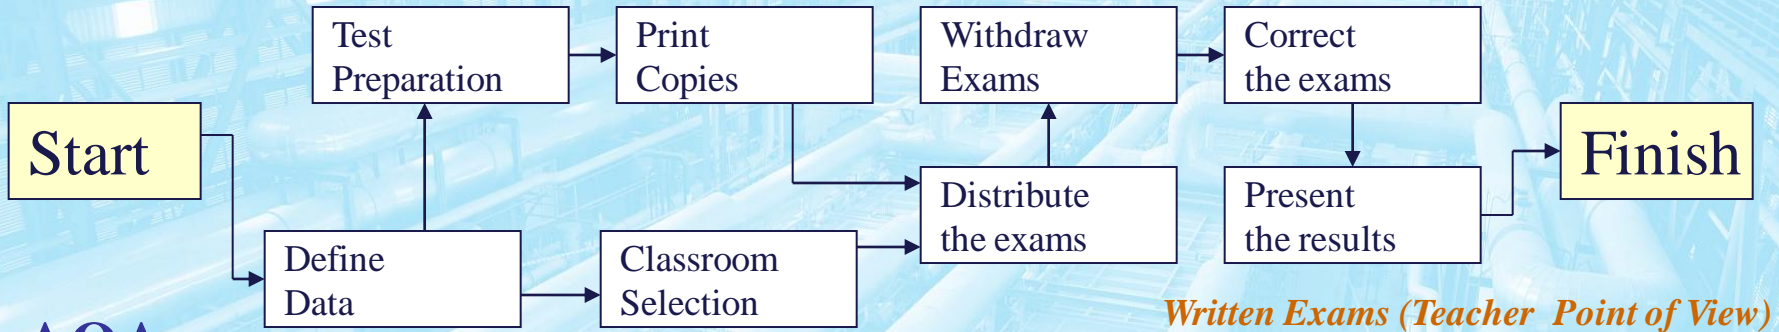 Test
Preparation
Print
Copies
Withdraw
Exams
Correct
the exams
Start
Finish
Define
Data
Classroom
Selection
Distribute
the exams
Present
the results
Written Exams (Teacher Point of View)